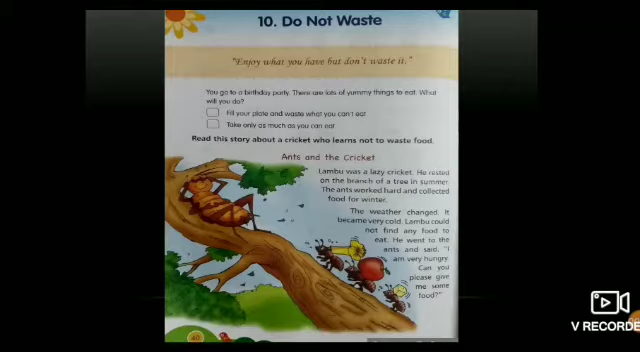 10. Do Not Waste
"Enjoy what you have but don't waste it."
You go to a birthday party. There are lots of yummy things to eat. What
will you do?
Fill your plate and waste what you can't eat
Take only as much as you can eat
Read this story about a cricket who learns not to waste food.
Ants and the Cricket
Lambu was a lazy cricket. He rested
on the branch of a tree in summer.
The ants worked hard and collected
food for winter.
The weather changed. It
became very cold. Lambu could
not find any food to
eat. He went to the
ants and said, "I
am very hungry.
Can you
please give
me some
food?"
40
V RECORDE